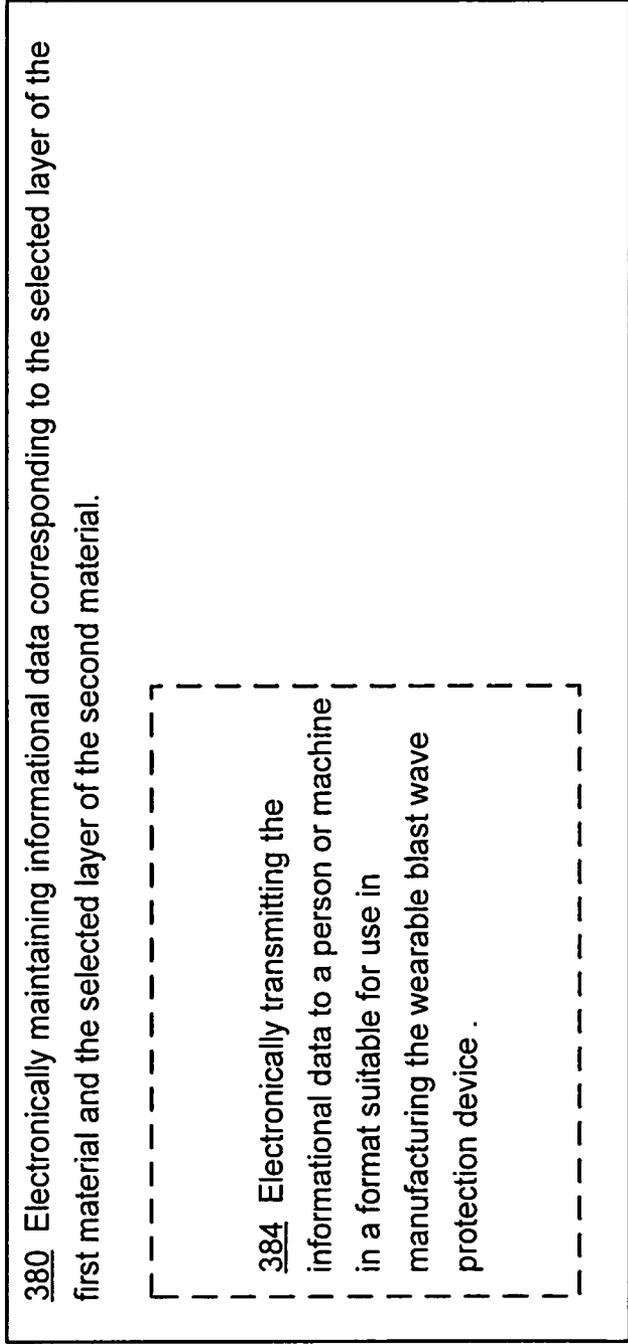 380 Electronically maintaining informational data corresponding to the selected layer of the
first material and the selected layer of the second material.
384 Electronically transmitting the
informational data to a person or machine
in a format suitable for use in
manufacturing the wearable blast wave
protection device .